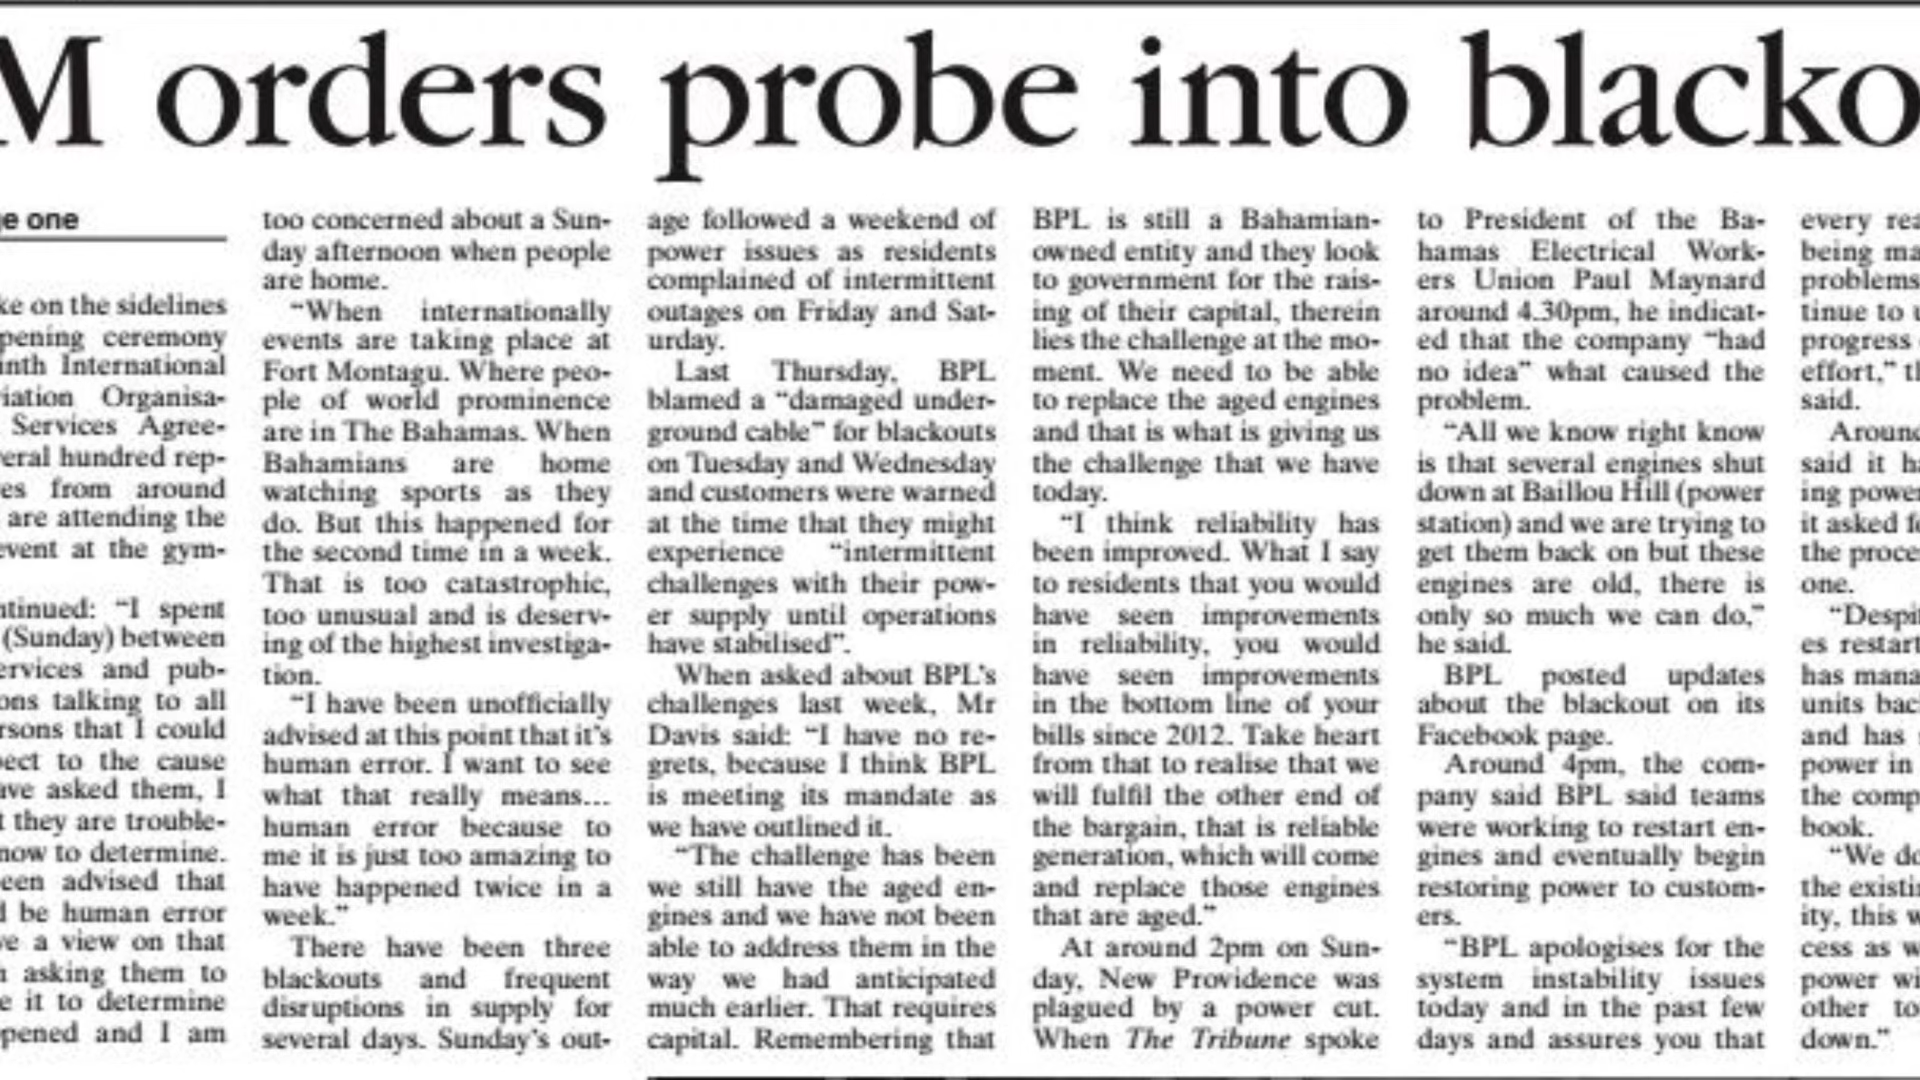 M orders probe into blacko
ge one
ke on the sidelines
pening ceremony
inth International
iation Organisa-
Services Agree-
veral hundred rep-
es from around
are attending the
event at the gym-
ntinued: “I spent
(Sunday) between
ervices and pub-
ons talking to all
rsons that I could
pect to the cause
ave asked them, I
t they are trouble-
now to determine.
een advised that
d be human error
ve a view on that
n asking them to
e it to determine
ppened and I am
too concerned about a Sun-
day afternoon when people
are home.
“When internationally
events are taking place at
Fort Montagu. Where peo-
ple of world prominence
are in The Bahamas. When
Bahamians are home
watching sports as they
do. But this happened for
the second time in a week.
That is too catastrophic,
too unusual and is deserv-
ing of the highest investiga-
tion.
“I have been unofficially
advised at this point that it’s
human error. I want to see
what that really means...
human error because to
me it is just too amazing to
have happened twice in a
week.”
There have been three
blackouts and frequent
disruptions in supply for
several days. Sunday’s out-
age followed a weekend of
power issues as residents
complained of intermittent
outages on Friday and Sat-
urday.
Last Thursday, BPL
blamed a “damaged under-
ground cable” for blackouts
on Tuesday and Wednesday
and customers were warned
at the time that they might
experience “intermittent
challenges with their pow-
er supply until operations
have stabilised”.
When asked about BPL’s
challenges last week, Mr
Davis said: “I have no re-
grets, because I think BPL
is meeting its mandate as
we have outlined it.
“The challenge has been
we still have the aged en-
gines and we have not been
able to address them in the
way we had anticipated
much earlier. That requires
capital. Remembering that
BPL is still a Bahamian-
owned entity and they look
to government for the rais-
ing of their capital, therein
lies the challenge at the mo-
ment. We need to be able
to replace the aged engines
and that is what is giving us
the challenge that we have
today.
“I think reliability has
been improved. What I say
to residents that you would
have seen improvements
in reliability, you would
have seen improvements
in the bottom line of your
bills since 2012. Take heart
from that to realise that we
will fulfil the other end of
the bargain, that is reliable
generation, which will come
and replace those engines
that are aged.”
At around 2pm on Sun-
day, New Providence was
plagued by a power cut.
When The Tribune spoke
to President of the Ba-
hamas Electrical Work-
ers Union Paul Maynard
around 4.30pm, he indicat-
ed that the company “had
no idea” what caused the
problem.
“All we know right know
is that several engines shut
down at Baillou Hill (power
station) and we are trying to
get them back on but these
engines are old, there is
only so much we can do,”
he said.
BPL posted updates
about the blackout on its
Facebook page.
Around 4pm, the com-
pany said BPL said teams
were working to restart en-
gines and eventually begin
restoring power to custom-
ers.
“BPL apologises for the
system instability issues
today and in the past few
days and assures you that
every rea
being ma
problems
tinue to u
progress
effort,” th
said.
Around
said it ha
ing power
it asked fo
the proce
one.
“Despit
es restart
has mana
units bac
and has
power in
the comp
book.
“We do
the existin
ity, this w
cess as w
power wi
other to
down.”